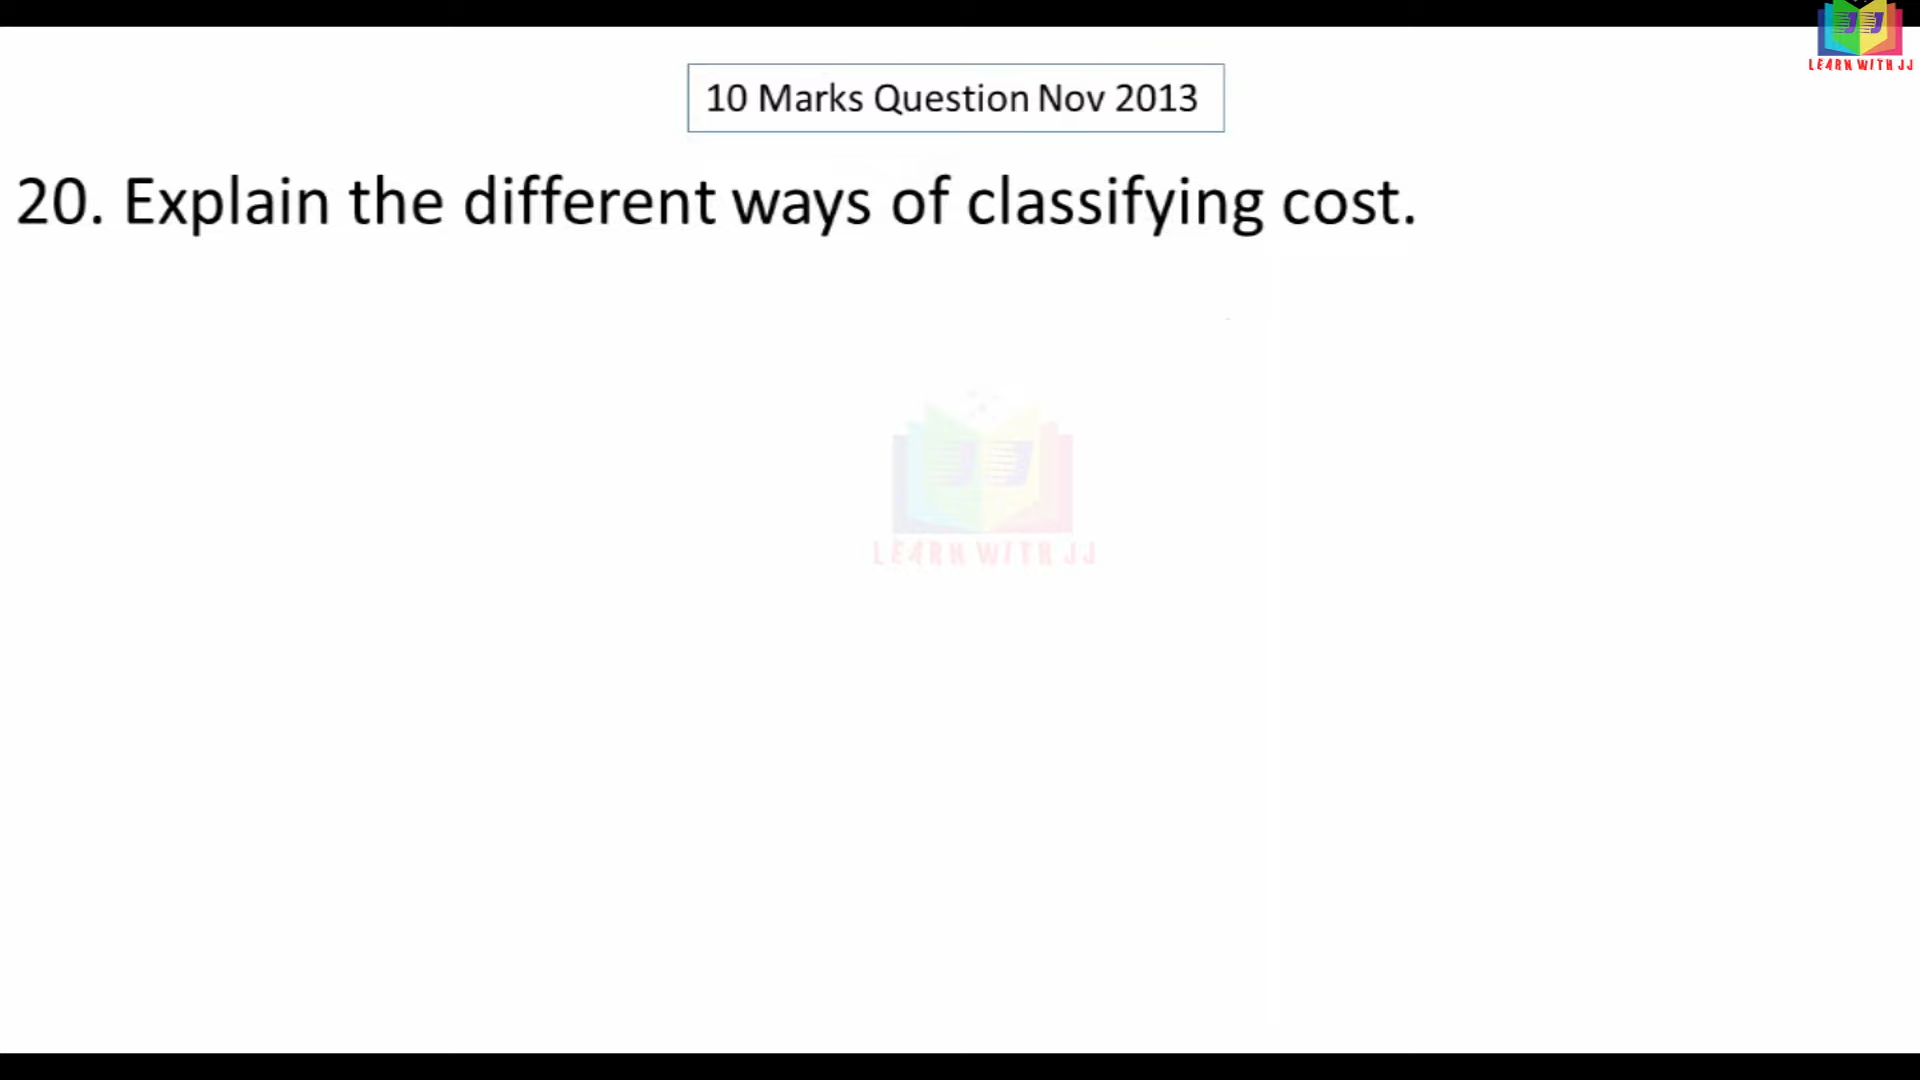 LEARN WITH JJ
10 Marks Question Nov 2013
20. Explain the different ways of classifying cost.
JJ
LEARN WITH JJ